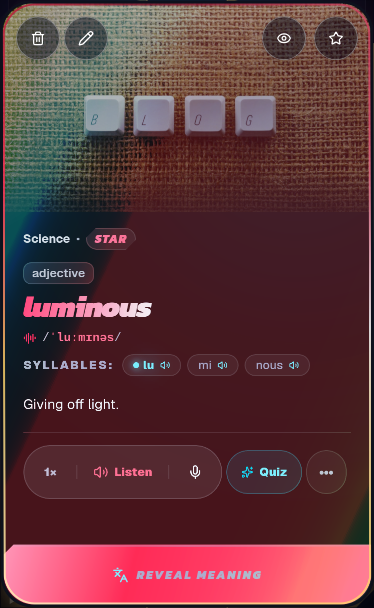 B L O G
Science · STAR
adjective
luminous
/ˈluːmɪnəs/
SYLLABLES: lu mi nous
Giving off light.
1× Listen Quiz
REVEAL MEANING